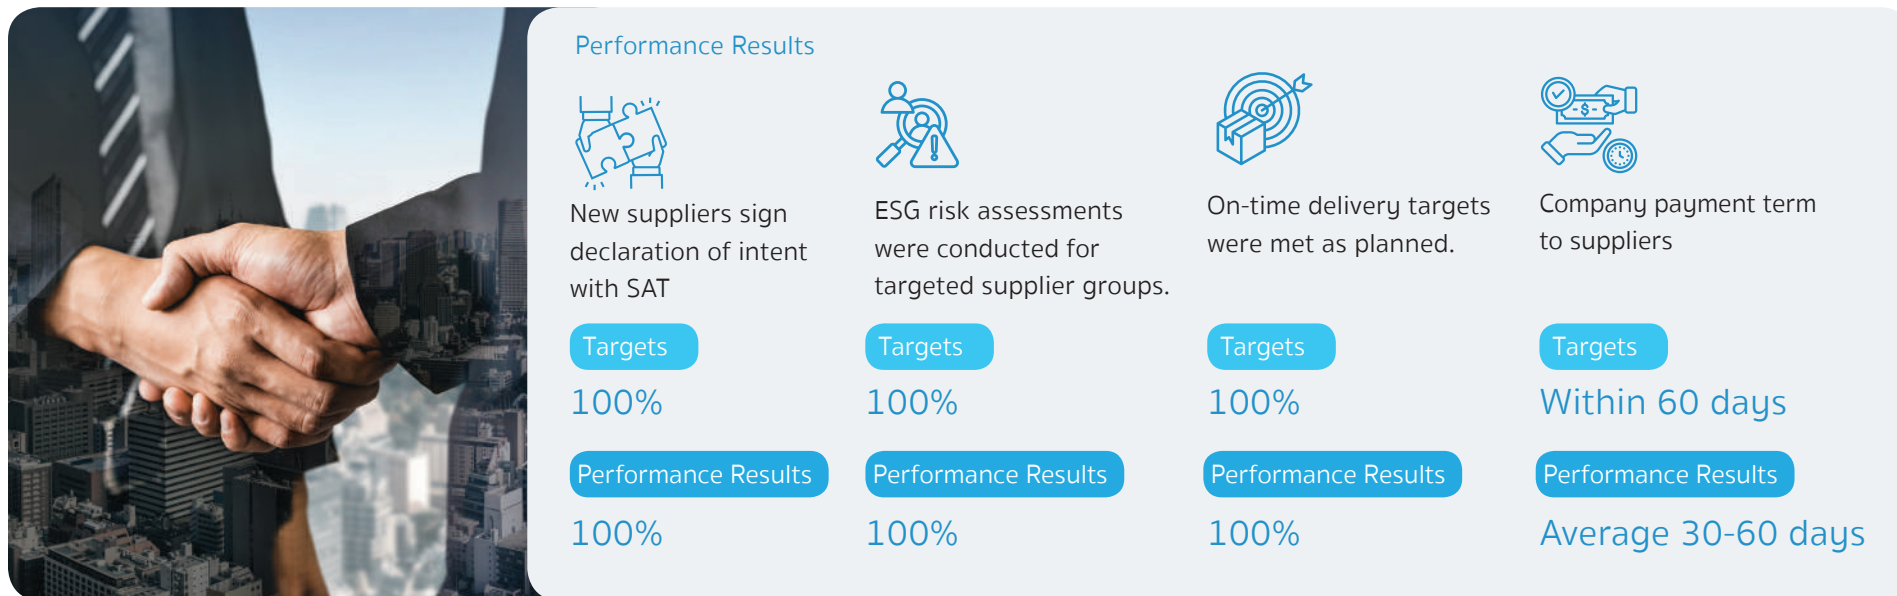 Performance Results
New suppliers sign
declaration of intent
with SAT
Targets
100%
Performance Results
100%
ESG risk assessments
were conducted for
targeted supplier groups.
Targets
100%
Performance Results
100%
On-time delivery targets
were met as planned.
Targets
100%
Performance Results
100%
$
Company payment term
to suppliers
Targets
Within 60 days
Performance Results
Average 30-60 days